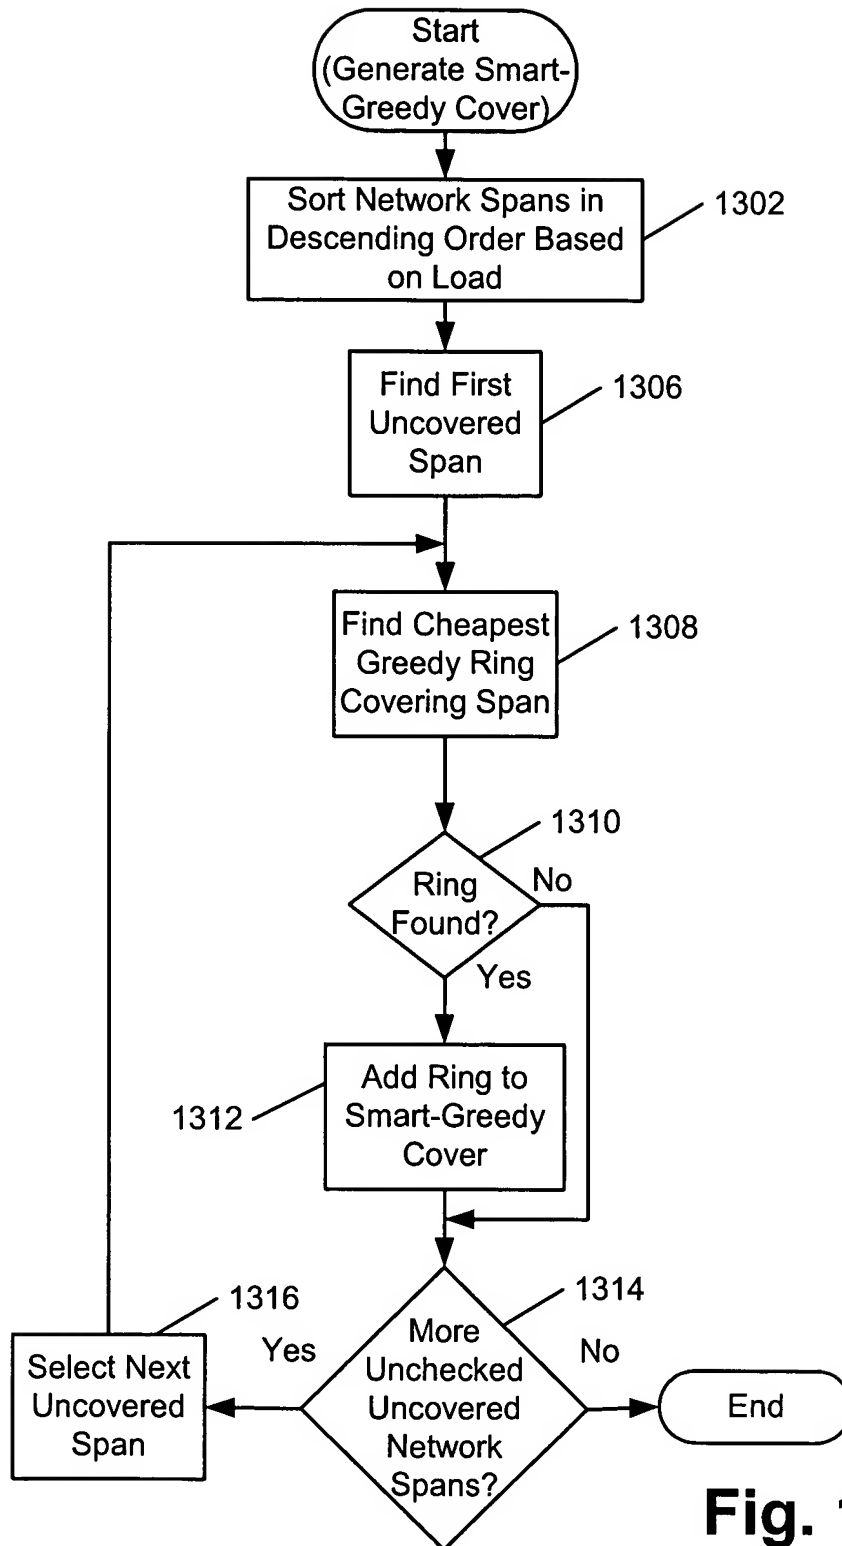 Start
(Generate Smart-
Greedy Cover)
Sort Network Spans in
Descending Order Based
on Load
1302
Find First
Uncovered
Span
1306
Find Cheapest
Greedy Ring
Covering Span
1308
1310
Ring
Found?
No
Yes
Add Ring to
Smart-Greedy
Cover
1312
1316
1314
Select Next
Uncovered
Span
Yes
More
Unchecked
Uncovered
Network
Spans?
No
End
Fig.